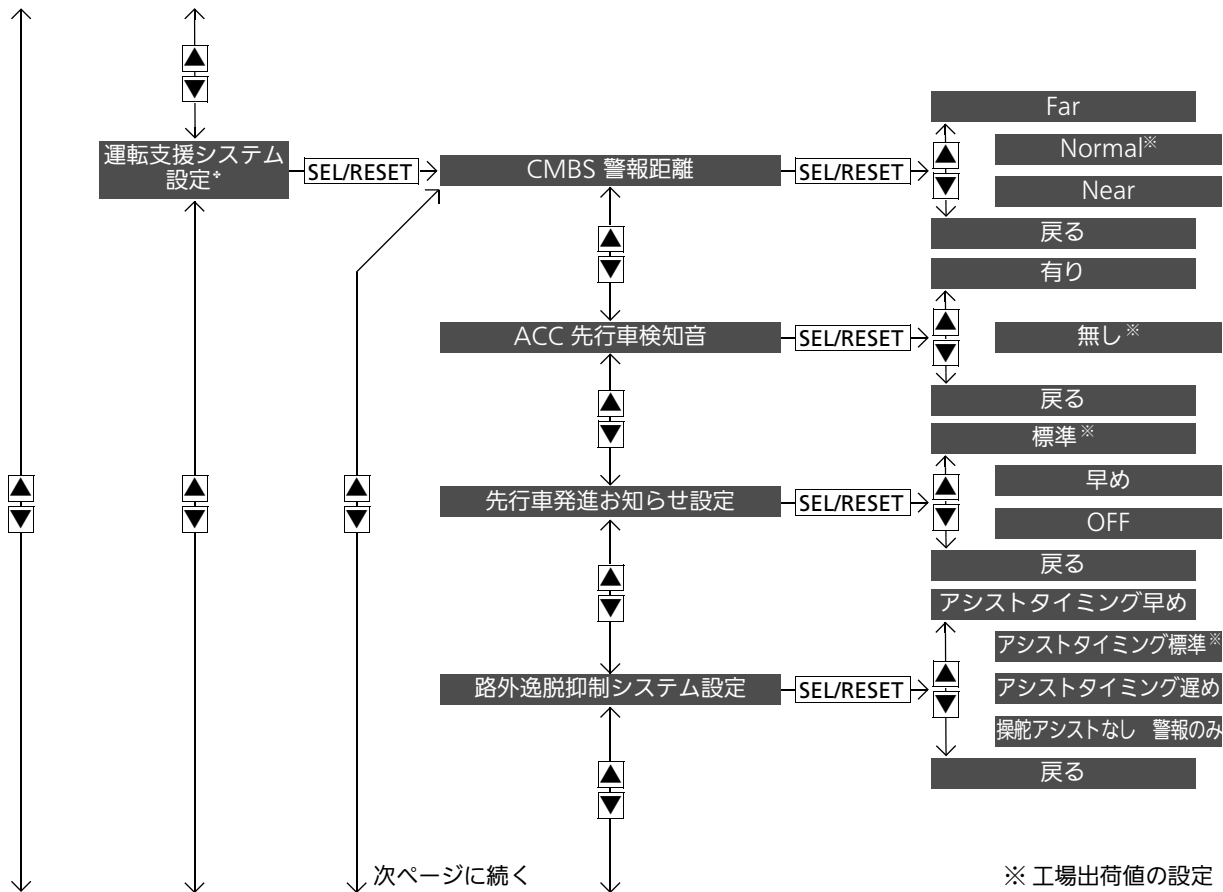 Far
運転支援システム
設定*
SEL/RESET
CMBS 警報距離
SEL/RESET
Normal※
Near
戻る
有り
ACC 先行車検知音
SEL/RESET
無し※
戻る
標準※
先行車発進お知らせ設定
SEL/RESET
早め
OFF
戻る
アシストタイミング早め
アシストタイミング標準※
路外逸脱抑制システム設定
SEL/RESET
アシストタイミング遅め
操舵アシストなし　警報のみ
戻る
次ページに続く
※ 工場出荷値の設定